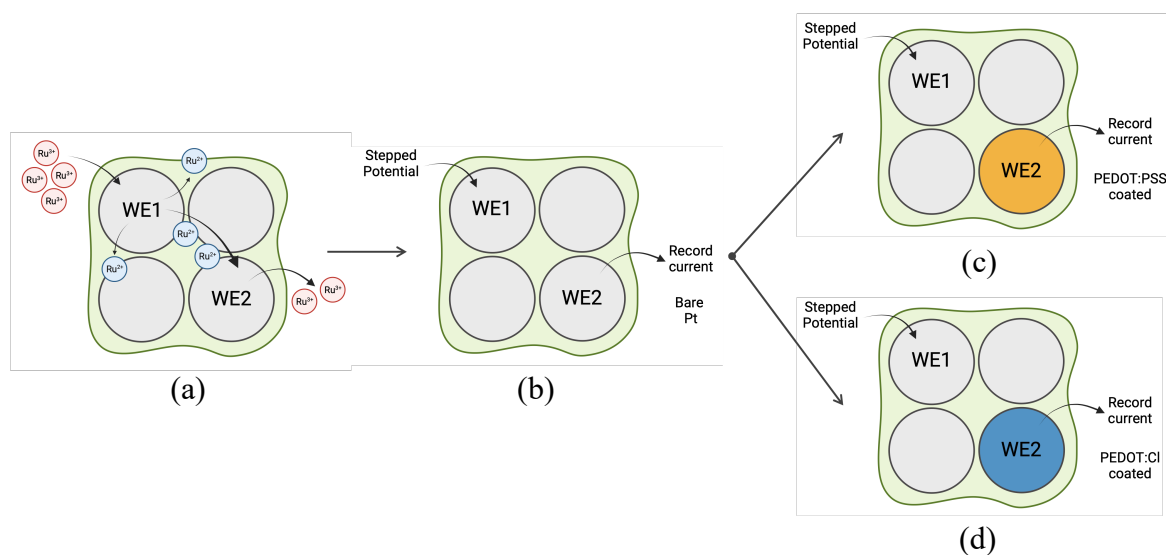 Ru³⁺
Ru³⁺
Ru³⁺
Ru³⁺
Ru²⁺
WE1
Ru²⁺
Ru²⁺
Ru²⁺
WE2
Ru³⁺
Ru³⁺
(a)
Stepped
Potential
WE1
WE2
Record
current
Bare
Pt
(b)
Stepped
Potential
WE1
WE2
Record
current
PEDOT:PSS
coated
(c)
Stepped
Potential
WE1
WE2
Record
current
PEDOT:Cl
coated
(d)